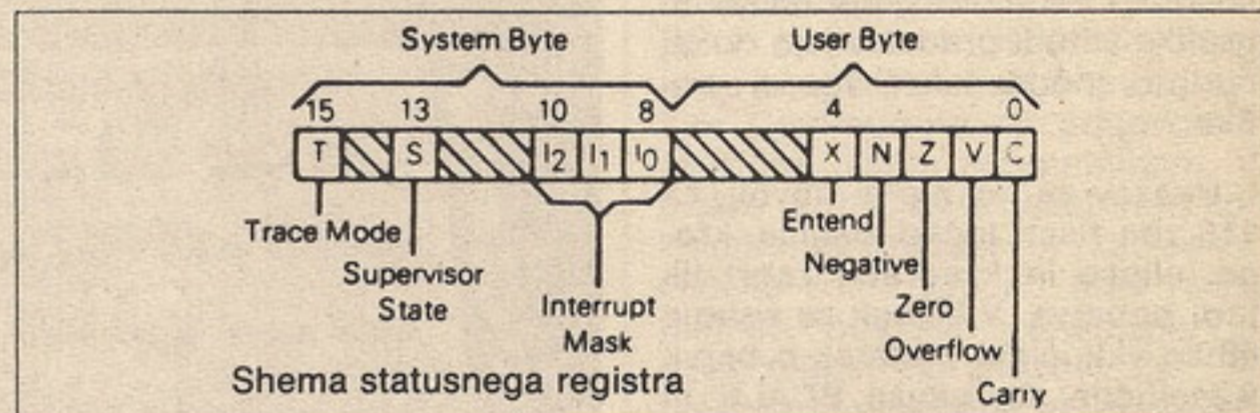 System Byte User Byte
15 13 10 8 4 0
T S I2 I1 I0 X N Z V C
Trace Mode
Supervisor
State
Interrupt
Mask
Entend
Negative
Zero
Overflow
Carry
Shema statusnega registra